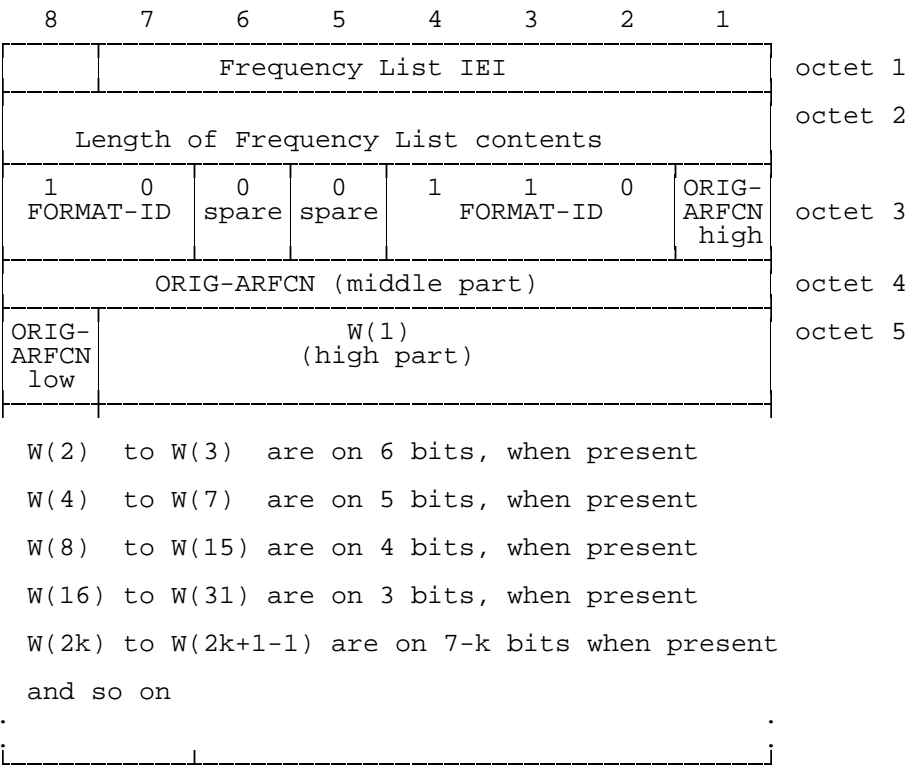 8 7 6 5 4 3 2 1
Frequency List IEI octet 1
octet 2
Length of Frequency List contents
1 0 0 0 1 1 0 ORIG-
FORMAT-ID spare spare FORMAT-ID ARFCN octet 3
high
ORIG-ARFCN (middle part) octet 4
ORIG- W(1) octet 5
ARFCN (high part)
low
W(2) to W(3) are on 6 bits, when present
W(4) to W(7) are on 5 bits, when present
W(8) to W(15) are on 4 bits, when present
W(16) to W(31) are on 3 bits, when present
W(2k) to W(2k+1-1) are on 7-k bits when present
and so on
. .
. .